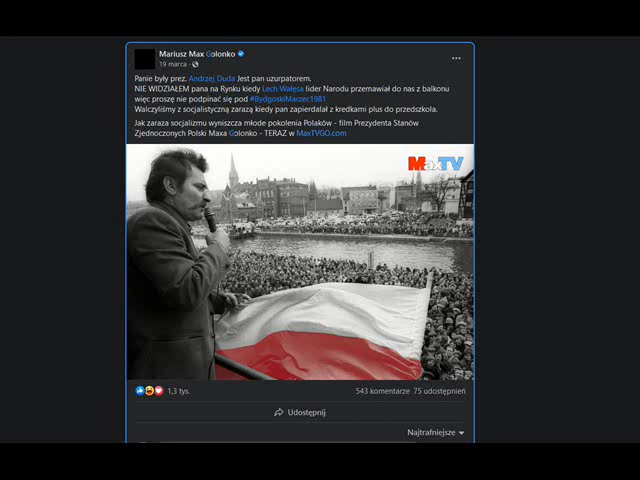 Mariusz Max Golonko
19 marca
Panie były prez. Andrzej Duda Jest pan uzurpatorem.
NIE WIDZIAŁEM pana na Rynku kiedy Lech Wałęsa lider Narodu przemawiał do nas z balkonu
więc proszę nie podpinać się pod #BydgoskiMarzec1981
Walczyliśmy z socjalistyczną zarazą kiedy pan zapierdalał z kredkami plus do przedszkola.
Jak zaraza socjalizmu wyniszczyła młode pokolenia Polaków - film Prezydenta Stanów
Zjednoczonych Polski Maxa Golonko - TERAZ w MaxTVGO.com
MaxTV
1,3 tys.
543 komentarze 75 udostępnień
Udostępnij
Najtrafniejsze